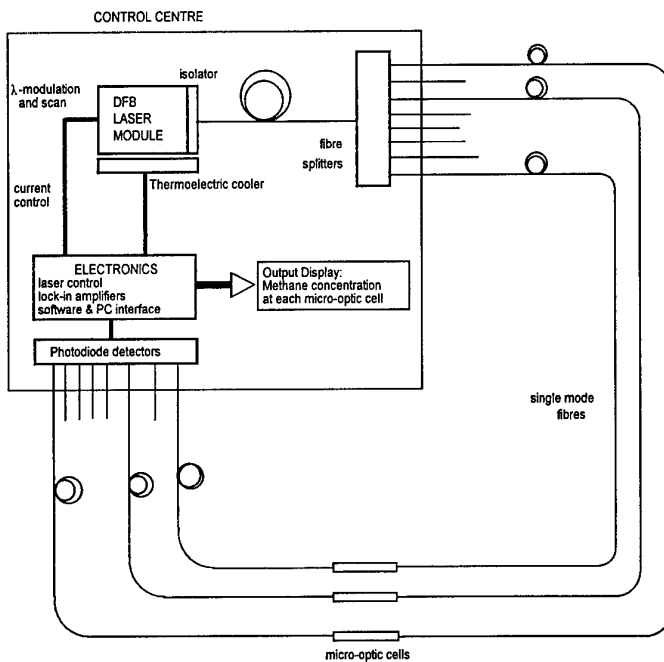 CONTROL CENTRE
λ-modulation
and scan
isolator
DFB
LASER
MODULE
fibre
splitters
Thermoelectric cooler
current
control
ELECTRONICS
laser control
lock-in amplifiers
software & PC interface
Output Display:
Methane concentration
at each micro-optic cell
Photodiode detectors
single mode
fibres
micro-optic cells